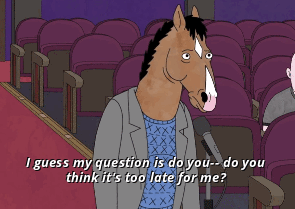 I guess my question is do you-- do you
think it's too late for me?